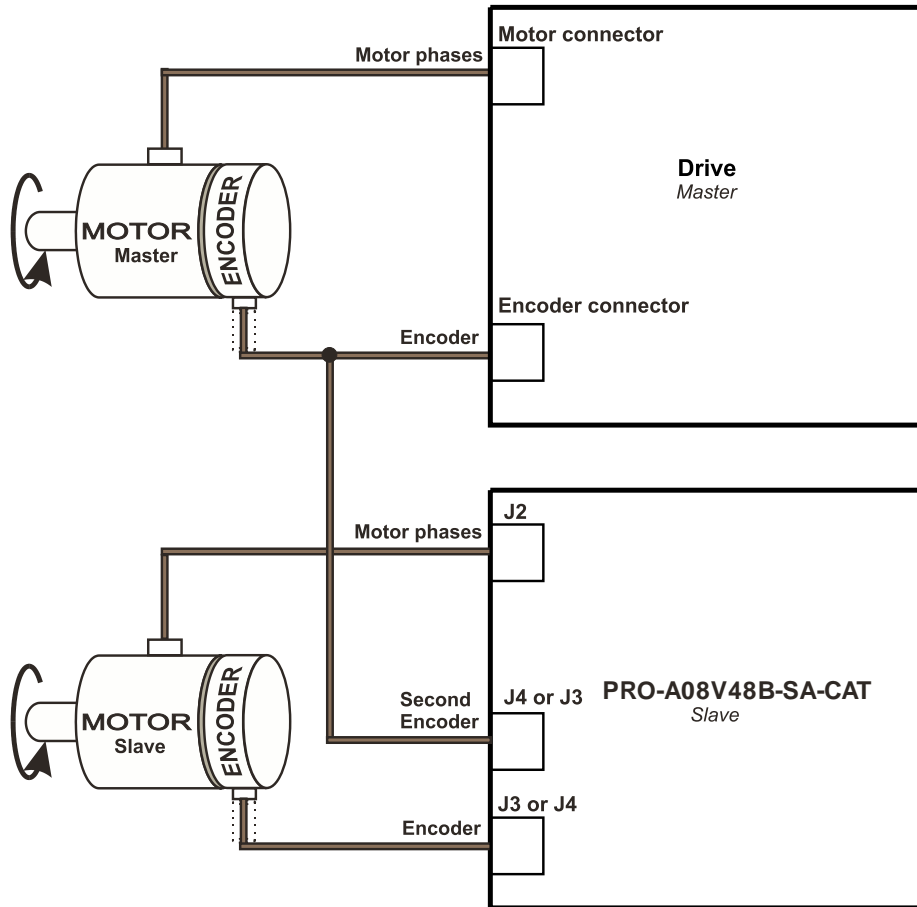 Motor connector
Motor phases
Drive
Master
MOTOR
Master
ENCODER
Encoder connector
Encoder
J2
Motor phases
PRO-A08V48B-SA-CAT
Slave
J4 or J3
Second
Encoder
MOTOR
Slave
ENCODER
J3 or J4
Encoder